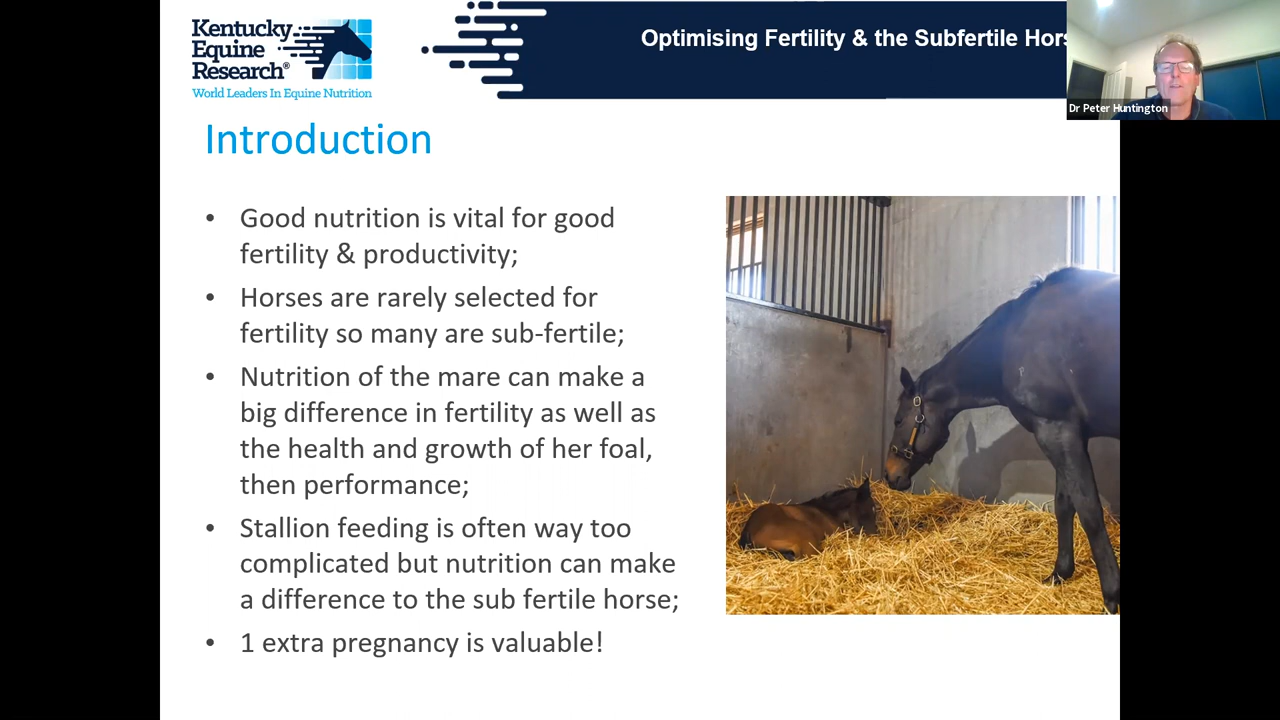 Kentucky
Equine
Research®
World Leaders In Equine Nutrition
Optimising Fertility & the Subfertile
Dr Peter Huntington
Introduction
• Good nutrition is vital for good
fertility & productivity;
• Horses are rarely selected for
fertility so many are sub-fertile;
• Nutrition of the mare can make a
big difference in fertility as well as
the health and growth of her foal,
then performance;
• Stallion feeding is often way too
complicated but nutrition can make
a difference to the sub fertile horse;
• 1 extra pregnancy is valuable!